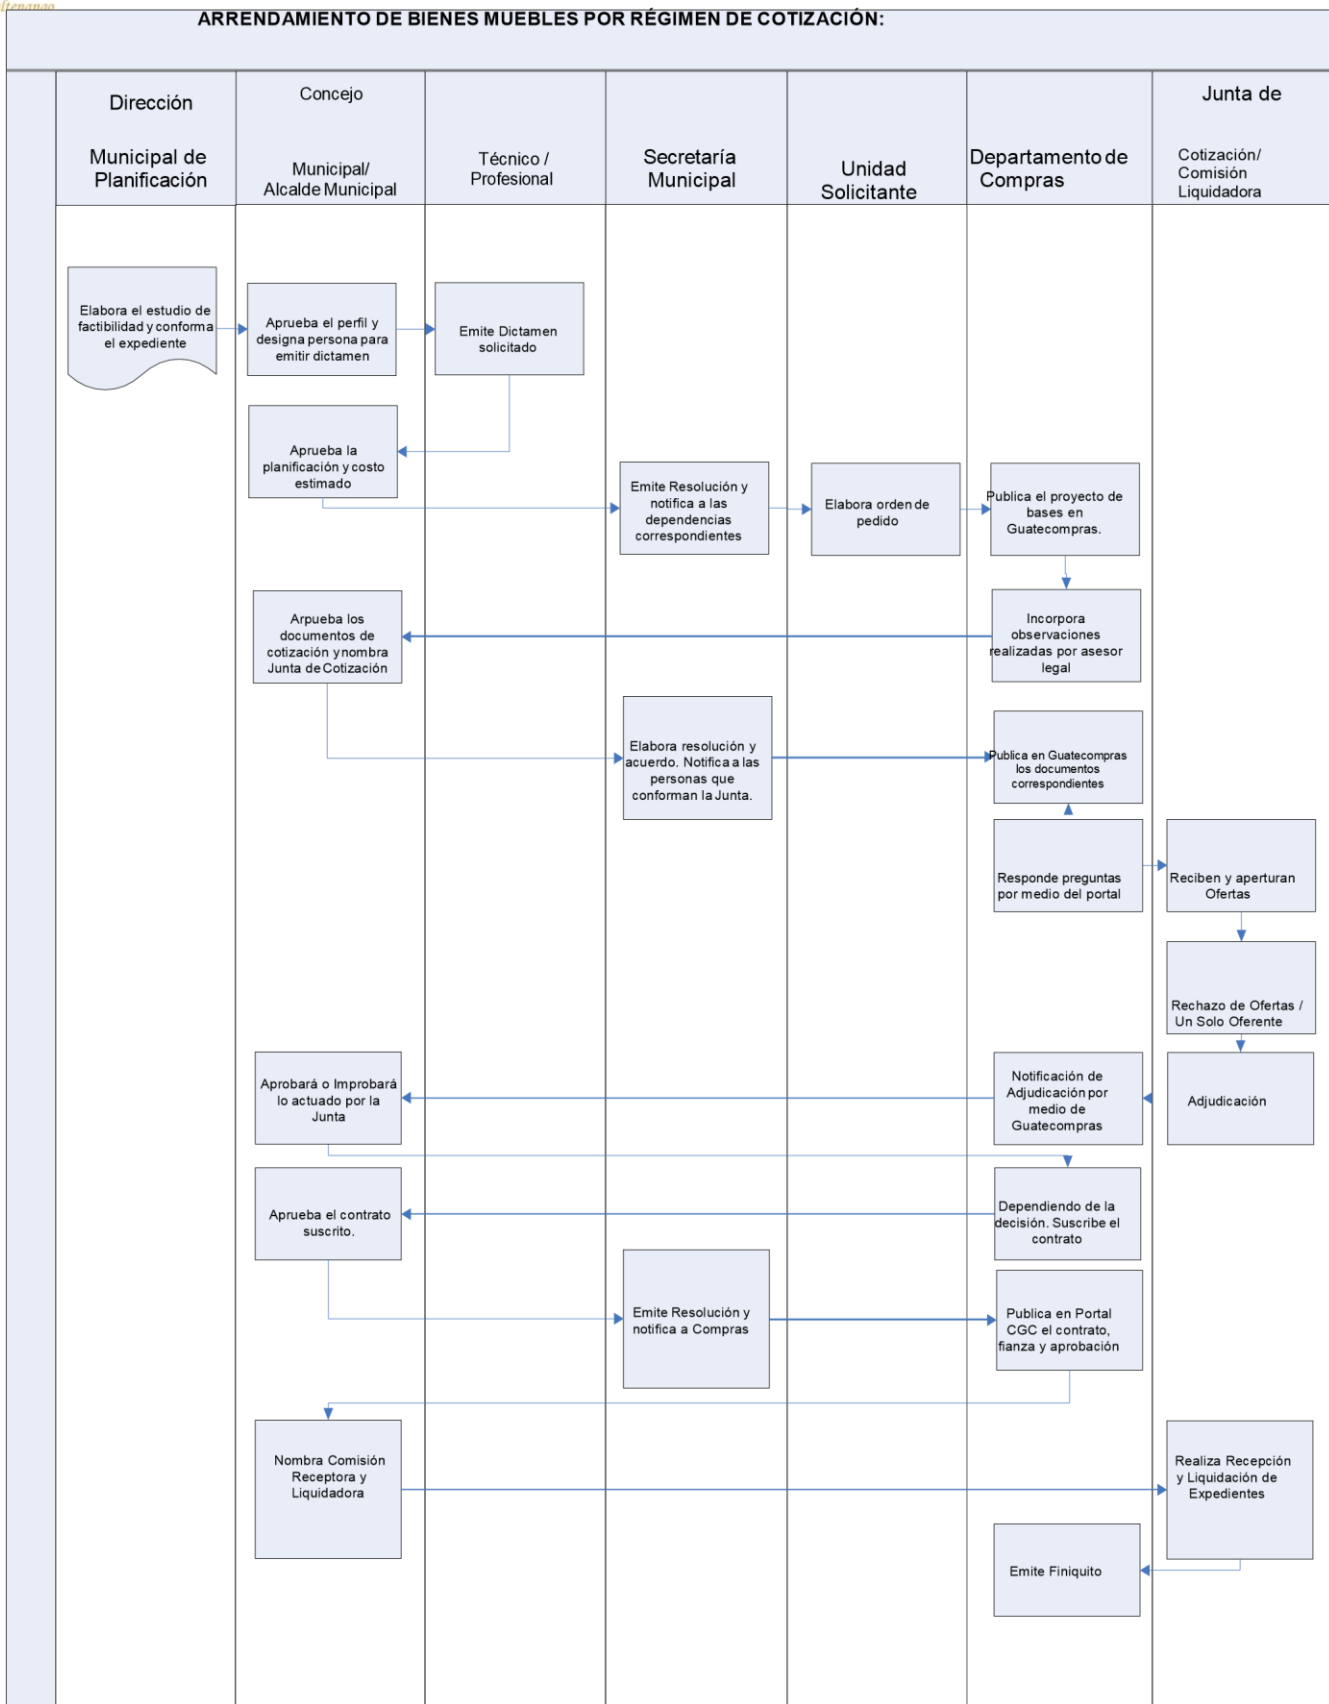 ltenango
ARRENDAMIENTO DE BIENES MUEBLES POR RÉGIMEN DE COTIZACIÓN:
Dirección
Municipal de
Planificación
Concejo
Municipal/
Alcalde Municipal
Técnico /
Profesional
Secretaría
Municipal
Unidad
Solicitante
Departamento de
Compras
Junta de
Cotización/
Comisión
Liquidadora
Elabora el estudio de
factibilidad y conforma
el expediente
Aprueba el perfil y
designa persona para
emitir dictamen
Emite Dictamen
solicitado
Aprueba la
planificación y costo
estimado
Emite Resolución y
notifica a las
dependencias
correspondientes
Elabora orden de
pedido
Publica el proyecto de
bases en
Guatecompras.
Incorpora
observaciones
realizadas por asesor
legal
Arpueba los
documentos de
cotización y nombra
Junta de Cotización
Elabora resolución y
acuerdo. Notifica a las
personas que
conforman la Junta.
Publica en Guatecompras
los documentos
correspondientes
Responde preguntas
por medio del portal
Reciben y aperturan
Ofertas
Rechazo de Ofertas /
Un Solo Oferente
Adjudicación
Notificación de
Adjudicación por
medio de
Guatecompras
Aprobará o Improbará
lo actuado por la
Junta
Dependiendo de la
decisión. Suscribe el
contrato
Aprueba el contrato
suscrito.
Emite Resolución y
notifica a Compras
Publica en Portal
CGC el contrato,
fianza y aprobación
Nombra Comisión
Receptora y
Liquidadora
Realiza Recepción
y Liquidación de
Expedientes
Emite Finiquito